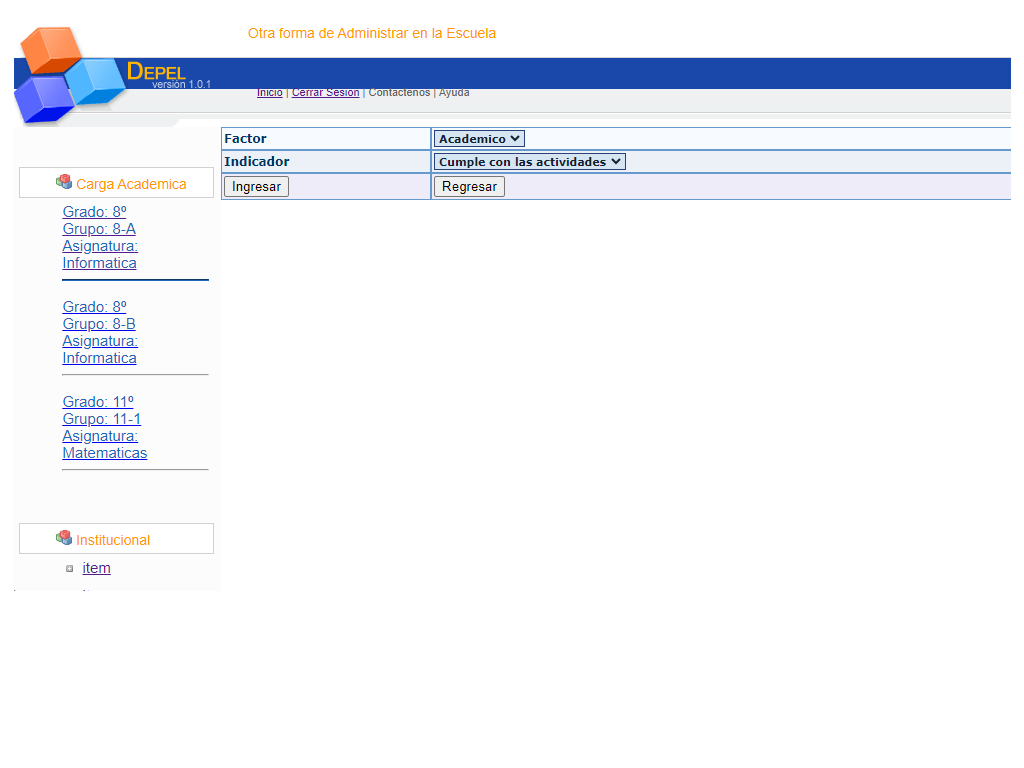 Otra forma de Administrar en la Escuela
DEPEL
versión 1.0.1
Inicio | Cerrar Sesión | Contáctenos | Ayuda
Factor Academico
Indicador Cumple con las actividades
Ingresar Regresar
Carga Academica
Grado: 8º
Grupo: 8-A
Asignatura:
Informatica
Grado: 8º
Grupo: 8-B
Asignatura:
Informatica
Grado: 11º
Grupo: 11-1
Asignatura:
Matematicas
Institucional
item